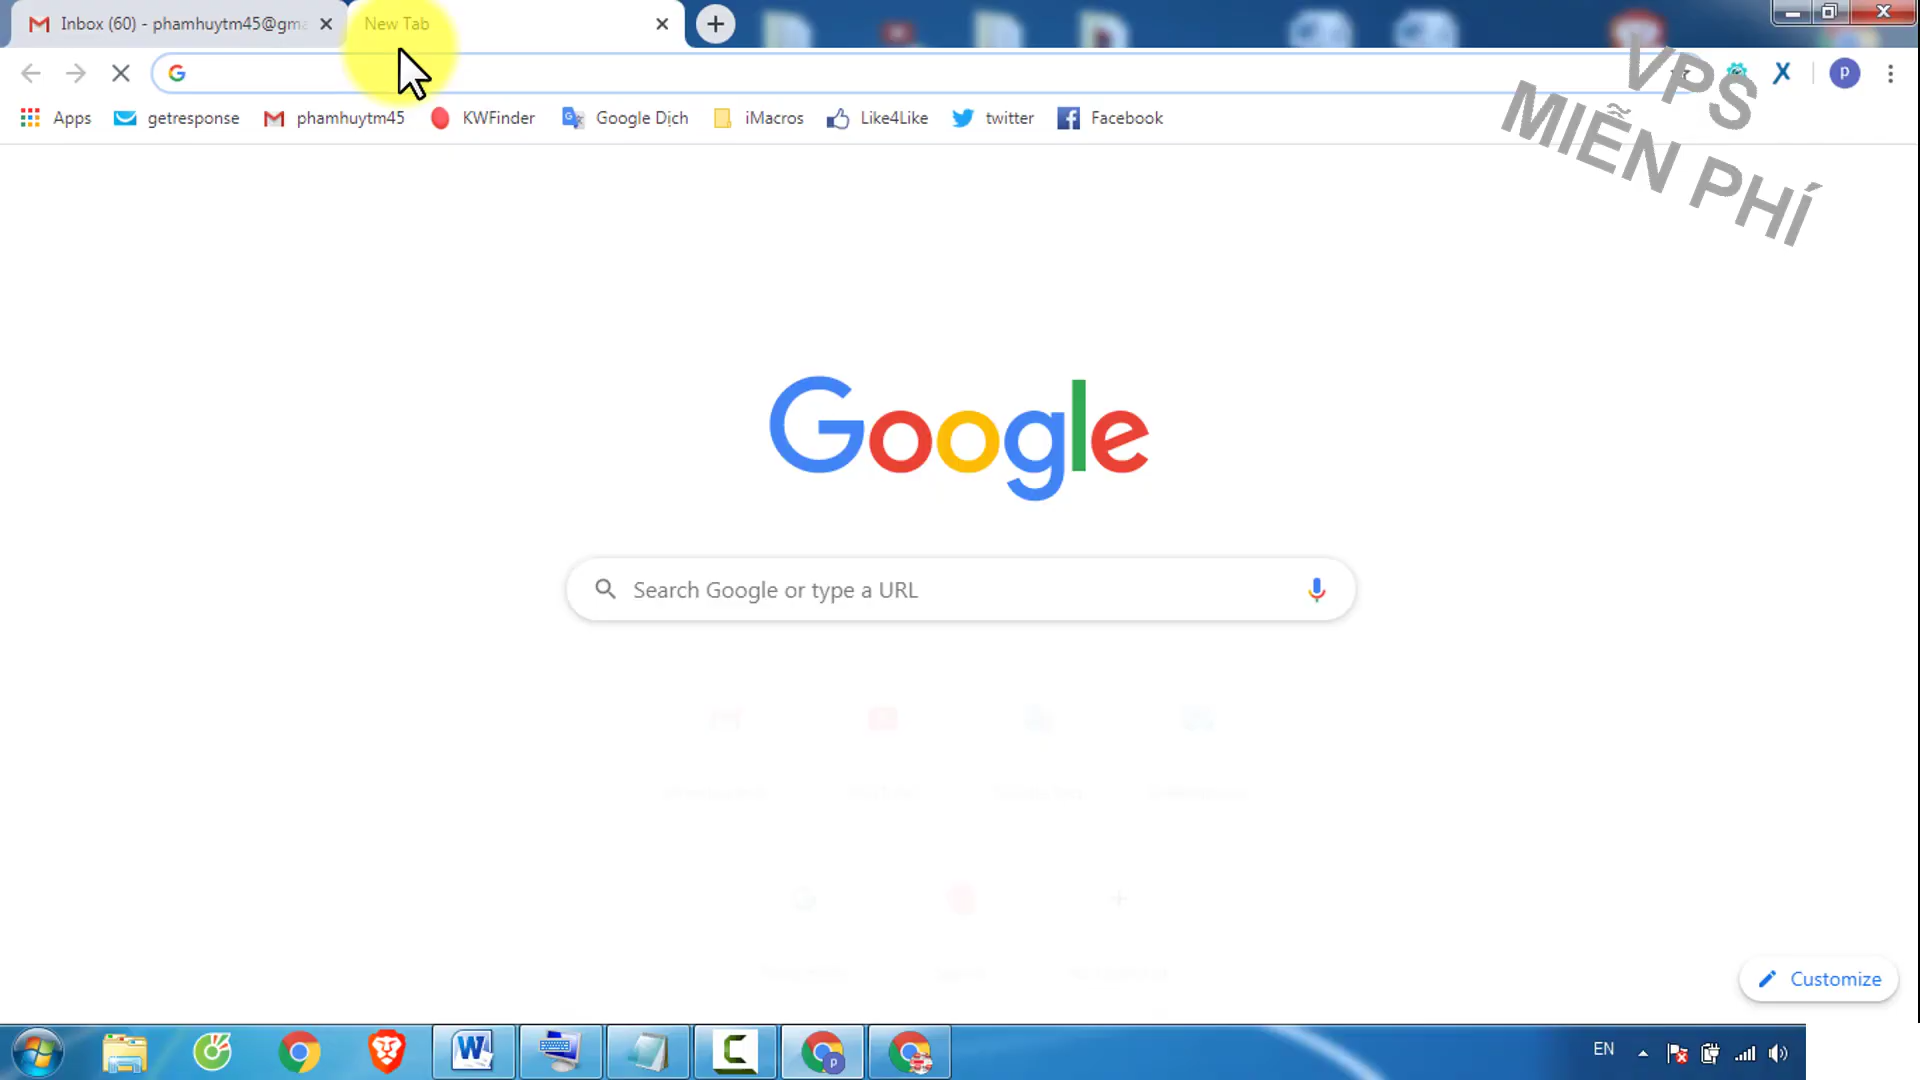 Inbox (60) - phamhuytm45@gma
New Tab
VPS
MIỄN PHÍ
Apps
getresponse
phamhuytm45
KWFinder
Google Dịch
iMacros
Like4Like
twitter
Facebook
p
Google
Search Google or type a URL
Customize
EN